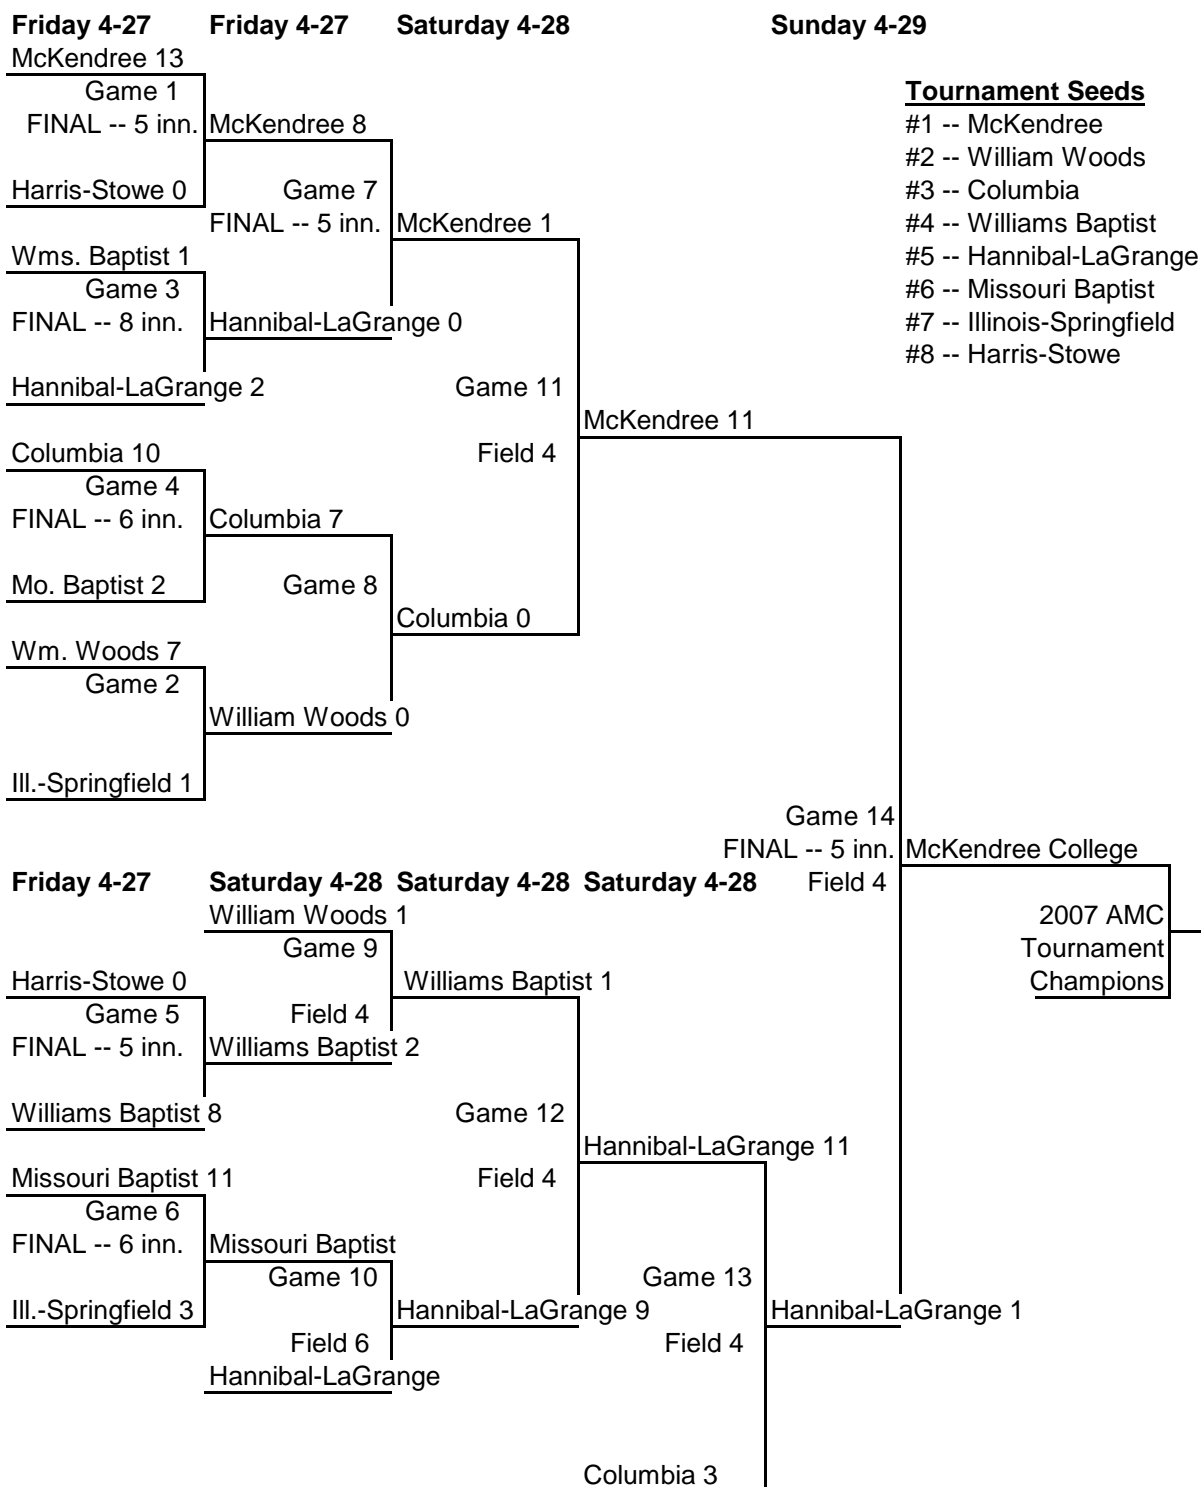 Friday 4-27 Friday 4-27 Saturday 4-28 Sunday 4-29
McKendree 13
Game 1 Tournament Seeds
FINAL -- 5 inn. McKendree 8 #1 -- McKendree
#2 -- William Woods
Harris-Stowe 0 Game 7 #3 -- Columbia
FINAL -- 5 inn. McKendree 1 #4 -- Williams Baptist
Wms. Baptist 1 #5 -- Hannibal-LaGrange
Game 3 #6 -- Missouri Baptist
FINAL -- 8 inn. Hannibal-LaGrange 0 #7 -- Illinois-Springfield
#8 -- Harris-Stowe
Hannibal-LaGrange 2 Game 11
McKendree 11
Columbia 10 Field 4
Game 4
FINAL -- 6 inn. Columbia 7
Mo. Baptist 2 Game 8
Columbia 0
Wm. Woods 7
Game 2
William Woods 0
Ill.-Springfield 1
Game 14
FINAL -- 5 inn. McKendree College
Friday 4-27 Saturday 4-28 Saturday 4-28 Saturday 4-28 Field 4
William Woods 1 2007 AMC
Game 9 Tournament
Harris-Stowe 0 Williams Baptist 1 Champions
Game 5 Field 4
FINAL -- 5 inn. Williams Baptist 2
Williams Baptist 8 Game 12
Hannibal-LaGrange 11
Missouri Baptist 11 Field 4
Game 6
FINAL -- 6 inn. Missouri Baptist
Game 10 Game 13
Ill.-Springfield 3 Hannibal-LaGrange 9 Hannibal-LaGrange 1
Field 6 Field 4
Hannibal-LaGrange
Columbia 3